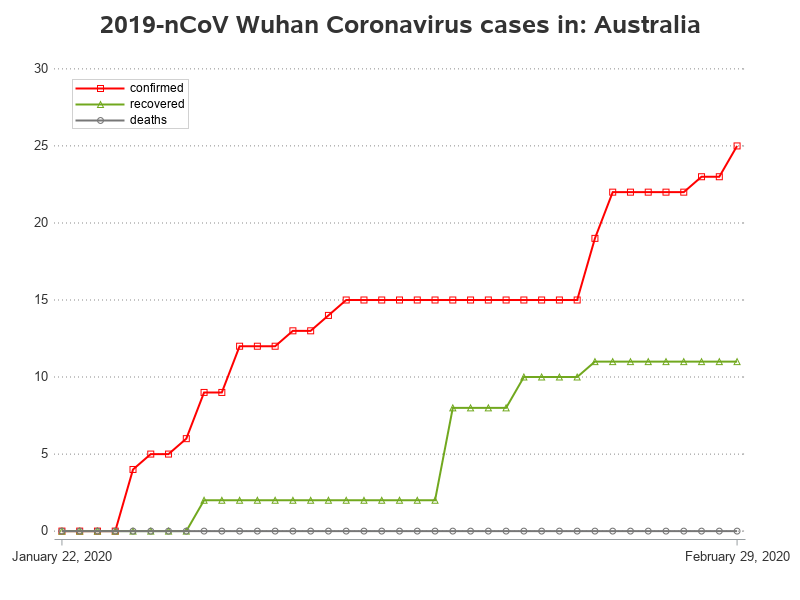 2019-nCoV Wuhan Coronavirus cases in: Australia
30
confirmed
recovered
deaths
25
20
15
10
5
0
January 22, 2020
February 29, 2020